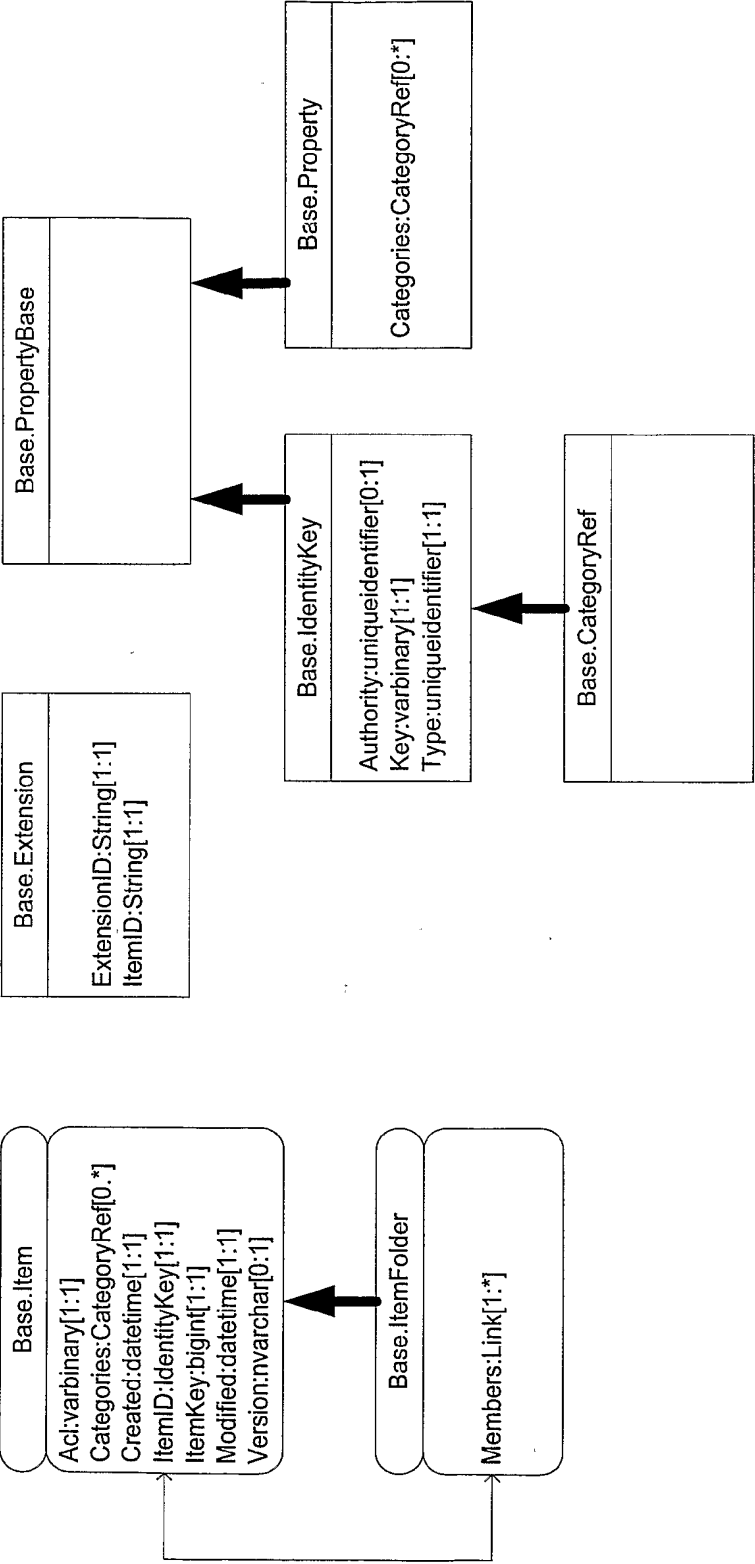 Base.Item
Acl:varbinary[1:1]
Categories:CategoryRef[0.*]
Created:datetime[1:1]
ItemID:IdentityKey[1:1]
ItemKey:bigint[1:1]
Modified:datetime[1:1]
Version:nvarchar[0:1]
Base.ItemFolder
Members:Link[1:*]
Base.Extension
ExtensionID:String[1:1]
ItemID:String[1:1]
Base.PropertyBase
Base.IdentityKey
Authority:uniqueidentifier[0:1]
Key:varbinary[1:1]
Type:uniqueidentifier[1:1]
Base.Property
Categories:CategoryRef[0:*]
Base.CategoryRef